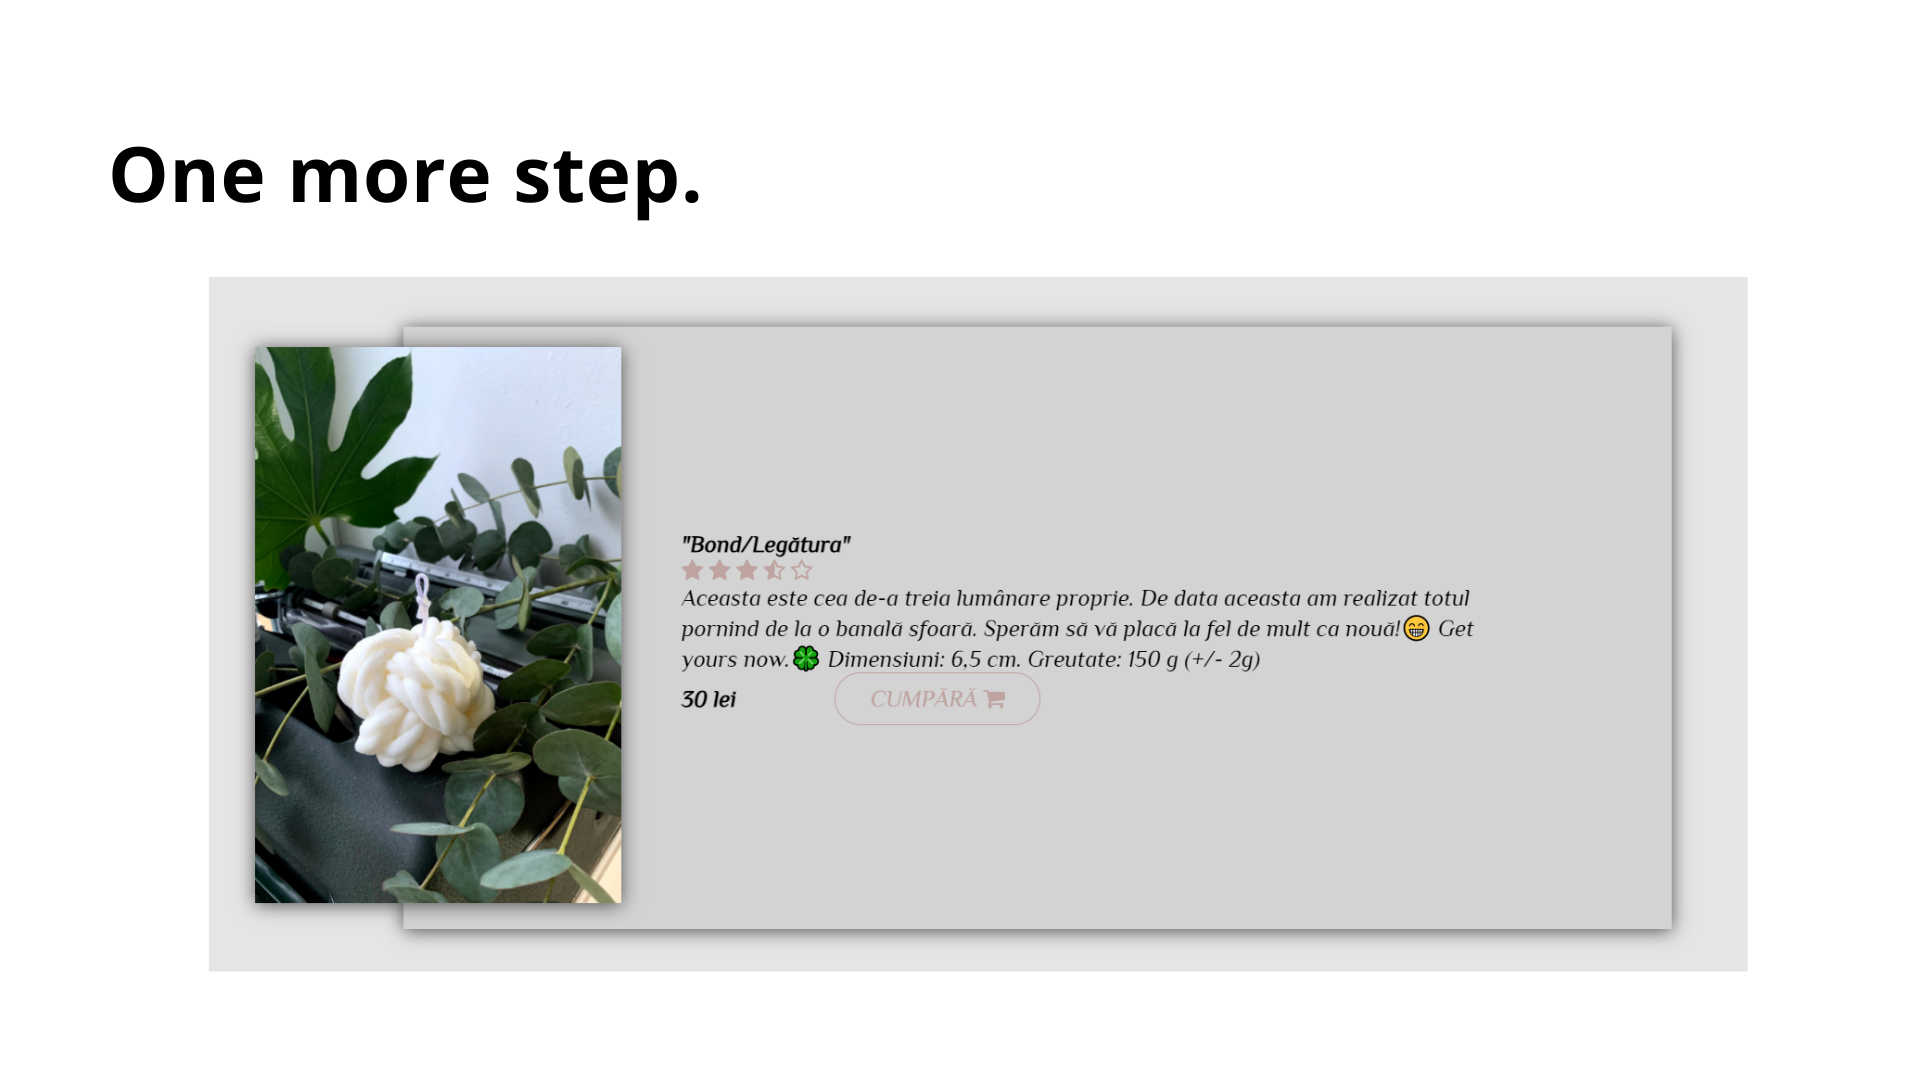 One more step.
"Bond/Legătura"
Aceasta este cea de-a treia lumânare proprie. De data aceasta am realizat totul
pornind de la o banală sfoară. Sperăm să vă placă la fel de mult ca nouă!😁 Get
yours now.🍀 Dimensiuni: 6,5 cm. Greutate: 150 g (+/- 2g)
30 lei CUMPĂRĂ